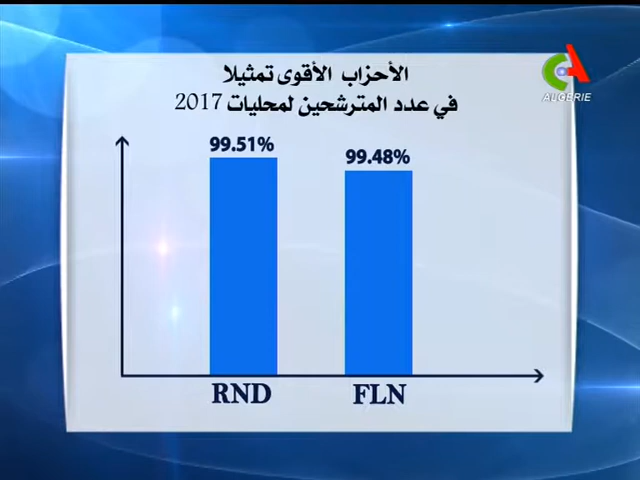 الأحزاب الأقوى تمثيلا
في عدد المترشحين لمحليات 2017
ALGERIE
99.51%
99.48%
RND
FLN